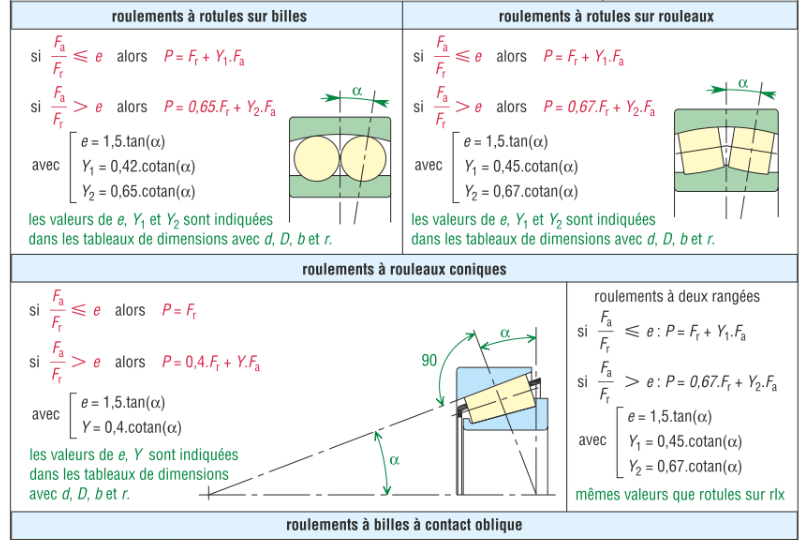 roulements à rotules sur billes
si Fa/Fr ≤ e alors P = Fr + Y1.Fa
si Fa/Fr > e alors P = 0,65.Fr + Y2.Fa
α
avec
e = 1,5.tan(α)
Y1 = 0,42.cotan(α)
Y2 = 0,65.cotan(α)
les valeurs de e, Y1 et Y2 sont indiquées
dans les tableaux de dimensions avec d, D, b et r.
roulements à rotules sur rouleaux
si Fa/Fr ≤ e alors P = Fr + Y1.Fa
si Fa/Fr > e alors P = 0,67.Fr + Y2.Fa
α
avec
e = 1,5.tan(α)
Y1 = 0,45.cotan(α)
Y2 = 0,67.cotan(α)
les valeurs de e, Y1 et Y2 sont indiquées
dans les tableaux de dimensions avec d, D, b et r.
roulements à rouleaux coniques
si Fa/Fr ≤ e alors P = Fr
si Fa/Fr > e alors P = 0,4.Fr + Y.Fa
avec
e = 1,5.tan(α)
Y = 0,4.cotan(α)
les valeurs de e, Y sont indiquées
dans les tableaux de dimensions
avec d, D, b et r.
90
α
α
roulements à deux rangées
si Fa/Fr ≤ e : P = Fr + Y1.Fa
si Fa/Fr > e : P = 0,67.Fr + Y2.Fa
avec
e = 1,5.tan(α)
Y1 = 0,45.cotan(α)
Y2 = 0,67.cotan(α)
mêmes valeurs que rotules sur rlx
roulements à billes à contact oblique